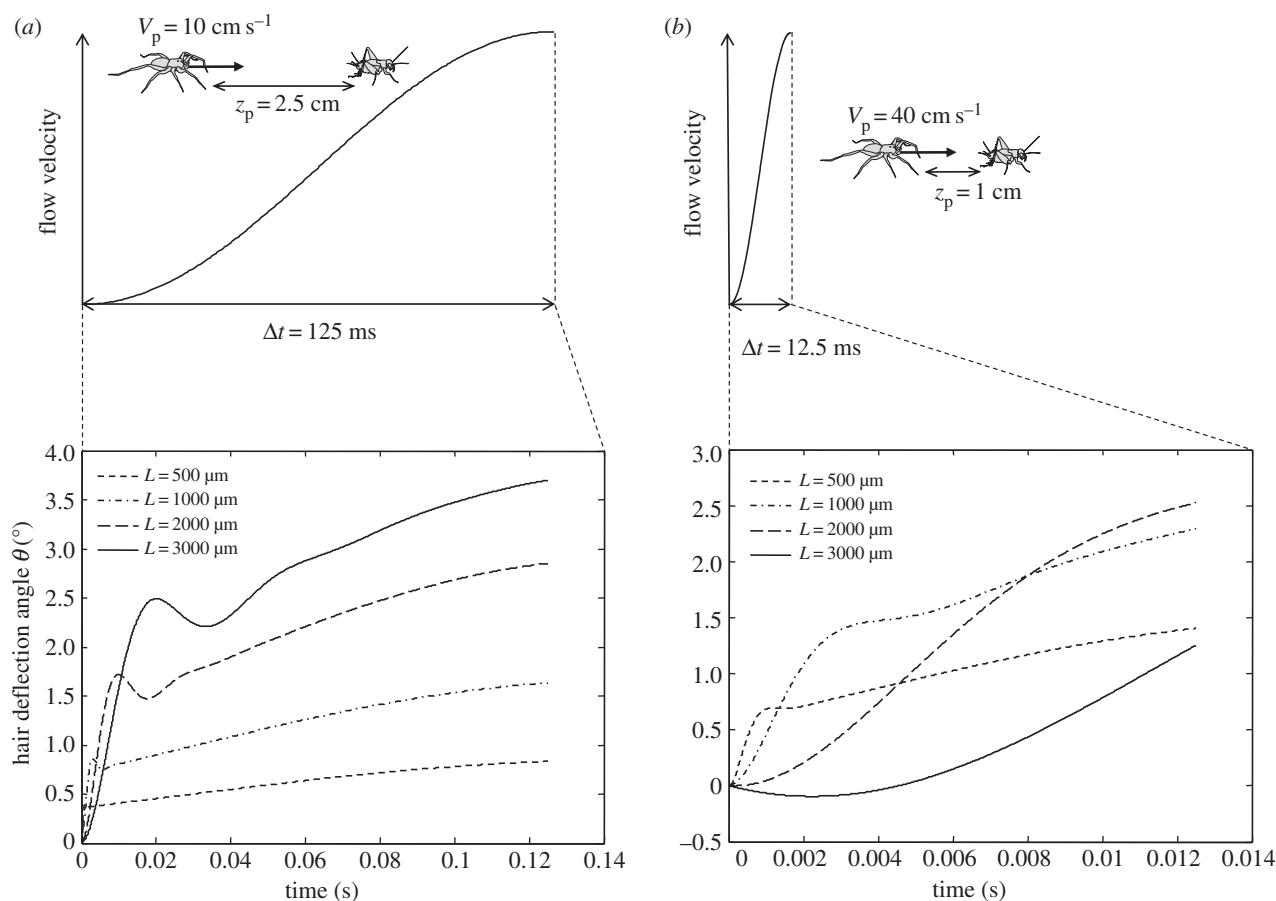 (a)
V_p = 10 cm s⁻¹
z_p = 2.5 cm
flow velocity
Δt = 125 ms
4.0
3.5
3.0
2.5
2.0
1.5
1.0
0.5
0
hair deflection angle θ (°)
L = 500 µm
L = 1000 µm
L = 2000 µm
L = 3000 µm
0 0.02 0.04 0.06 0.08 0.1 0.12 0.14
time (s)
(b)
V_p = 40 cm s⁻¹
z_p = 1 cm
flow velocity
Δt = 12.5 ms
3.0
2.5
2.0
1.5
1.0
0.5
0
–0.5
L = 500 µm
L = 1000 µm
L = 2000 µm
L = 3000 µm
0 0.002 0.004 0.006 0.008 0.01 0.012 0.014
time (s)